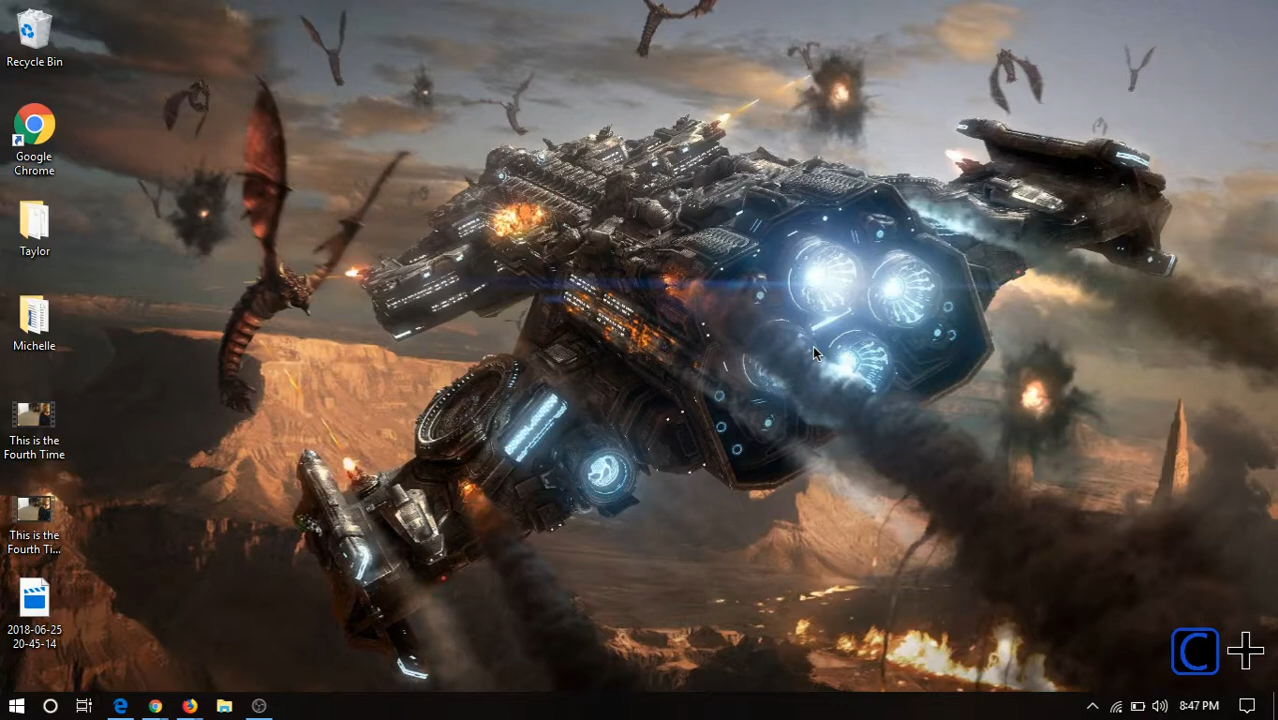 Recycle Bin
Google
Chrome
Taylor
Michelle
This is the
Fourth Time
This is the
Fourth Ti...
2018-06-25
20-45-14
C
8:47 PM